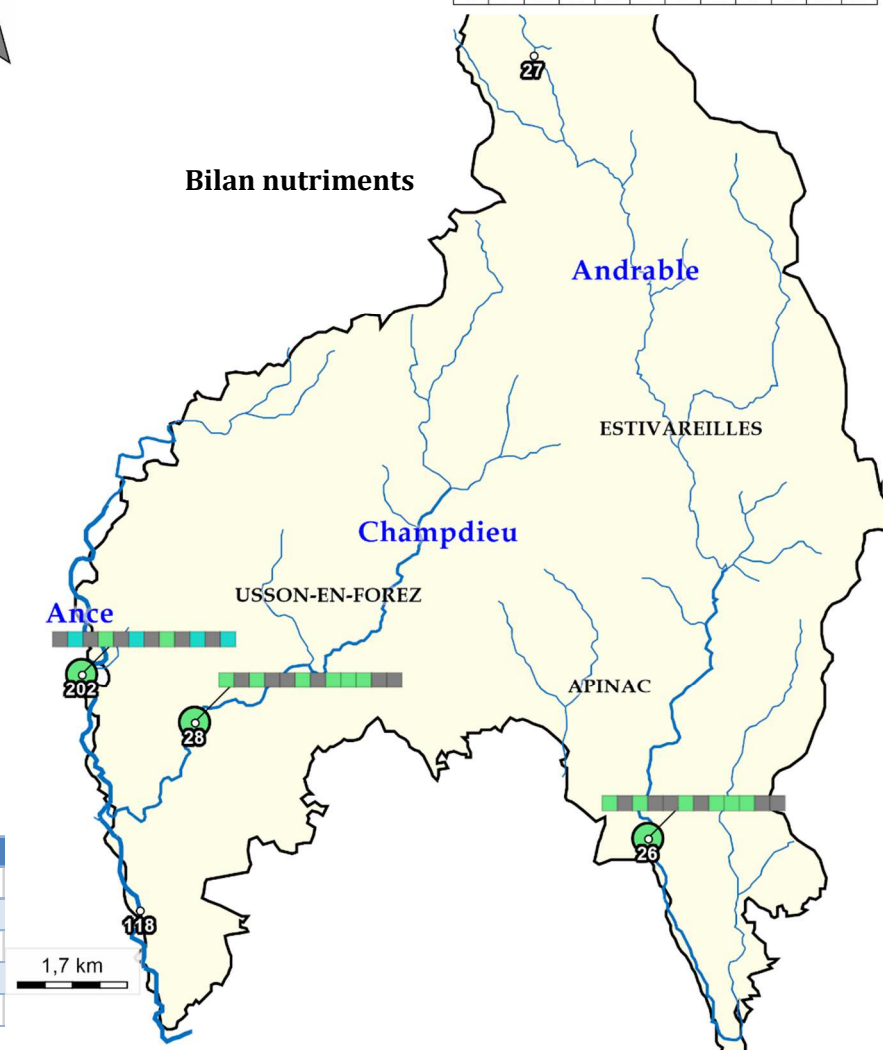 27
Bilan nutriments
Andrable
ESTIVAREILLES
Champdieu
USSON-EN-FOREZ
Ance
202
APINAC
28
26
118
1,7 km